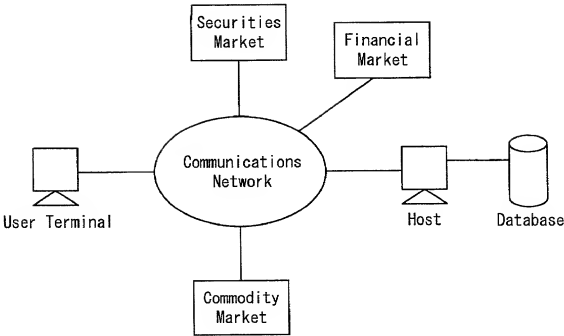 Securities
Market
Financial
Market
Communications
Network
User Terminal
Host
Database
Commodity
Market